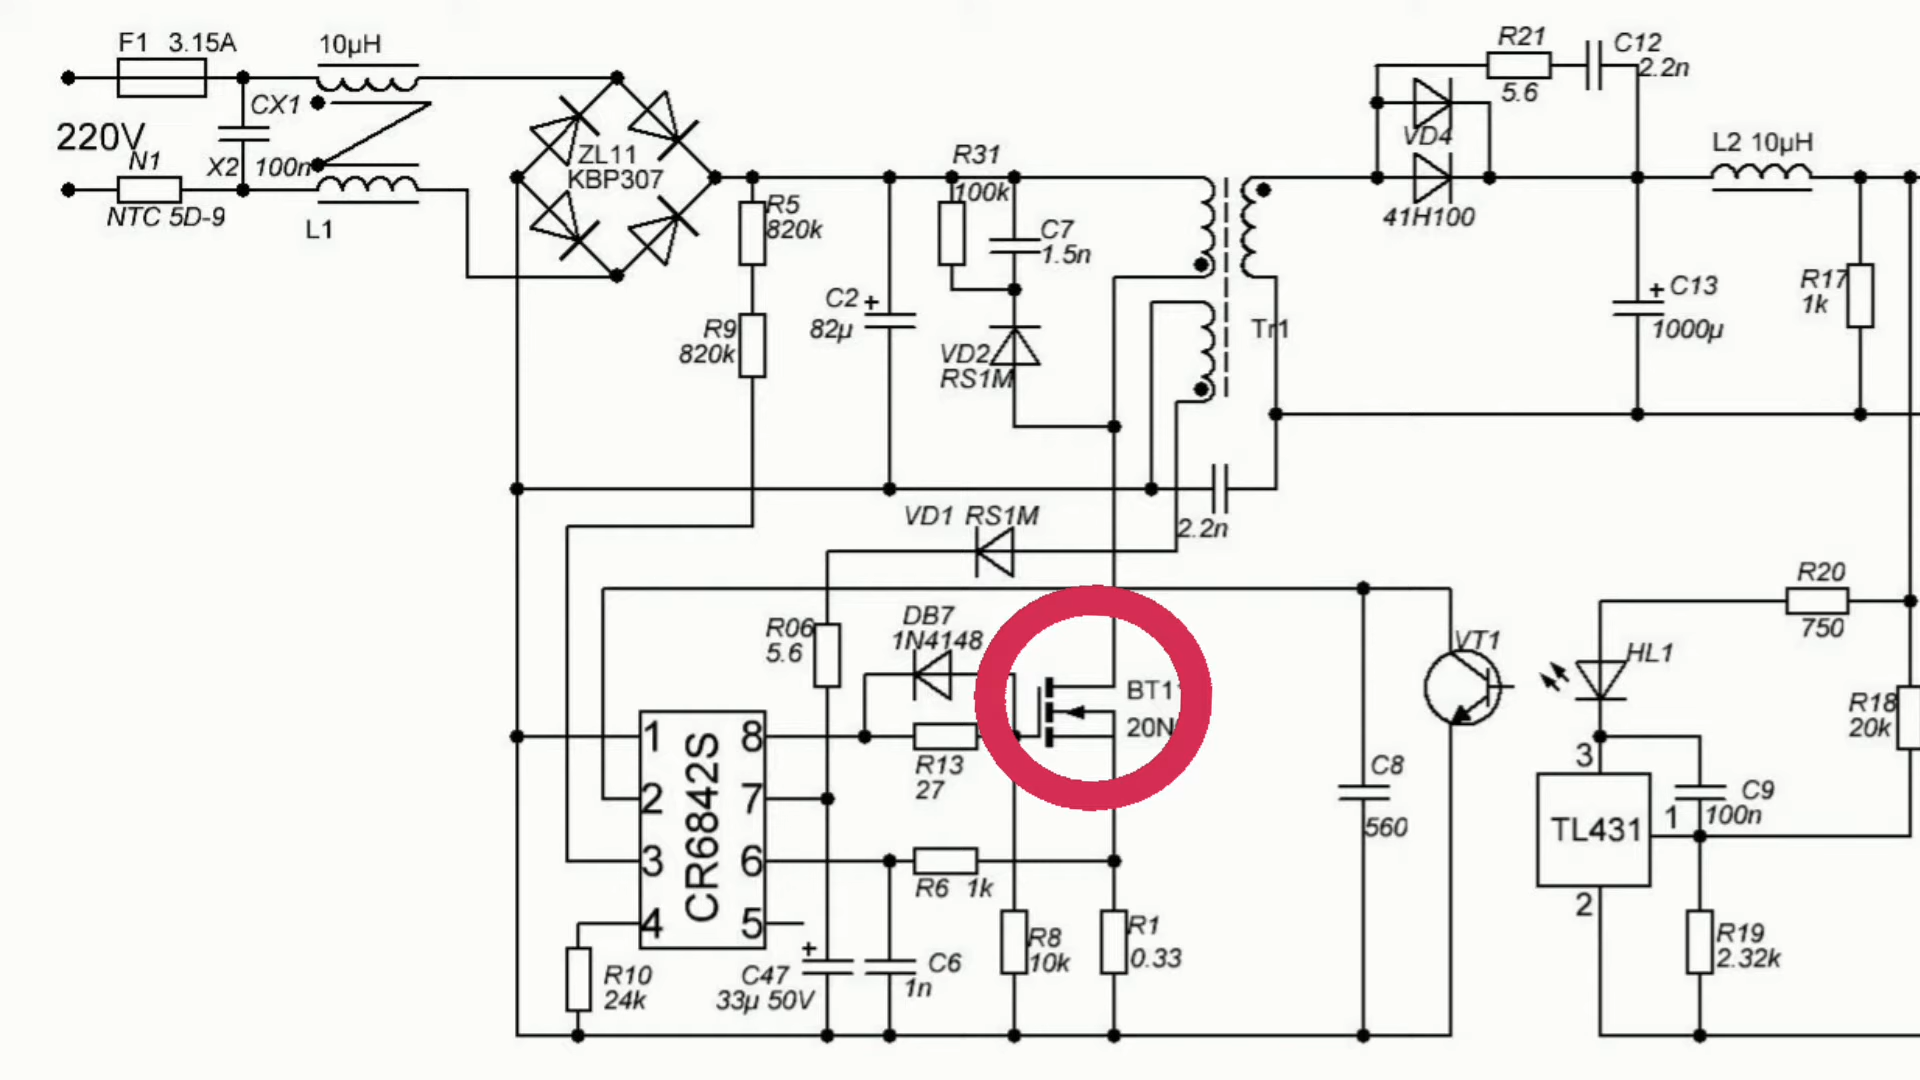 F1 3.15A
10µH
CX1
220V
N1
X2 100n
NTC 5D-9
L1
ZL11
KBP307
R5
820k
R9
820k
C2 +
82µ
R31
100k
C7
1.5n
VD2
RS1M
Tr1
R21
5.6
C12
2.2n
VD4
41H100
L2 10µH
+ C13
1000µ
R17
1k
2.2n
VD1 RS1M
R06
5.6
DB7
1N4148
R13
27
20N
VT1
HL1
R20
750
R18
20k
CR6842S
1
2
3
4
8
7
6
5
R6 1k
C8
560
3
TL431
1
2
C9
100n
R10
24k
+
C47
33µ 50V
C6
1n
R8
10k
R1
0.33
R19
2.32k